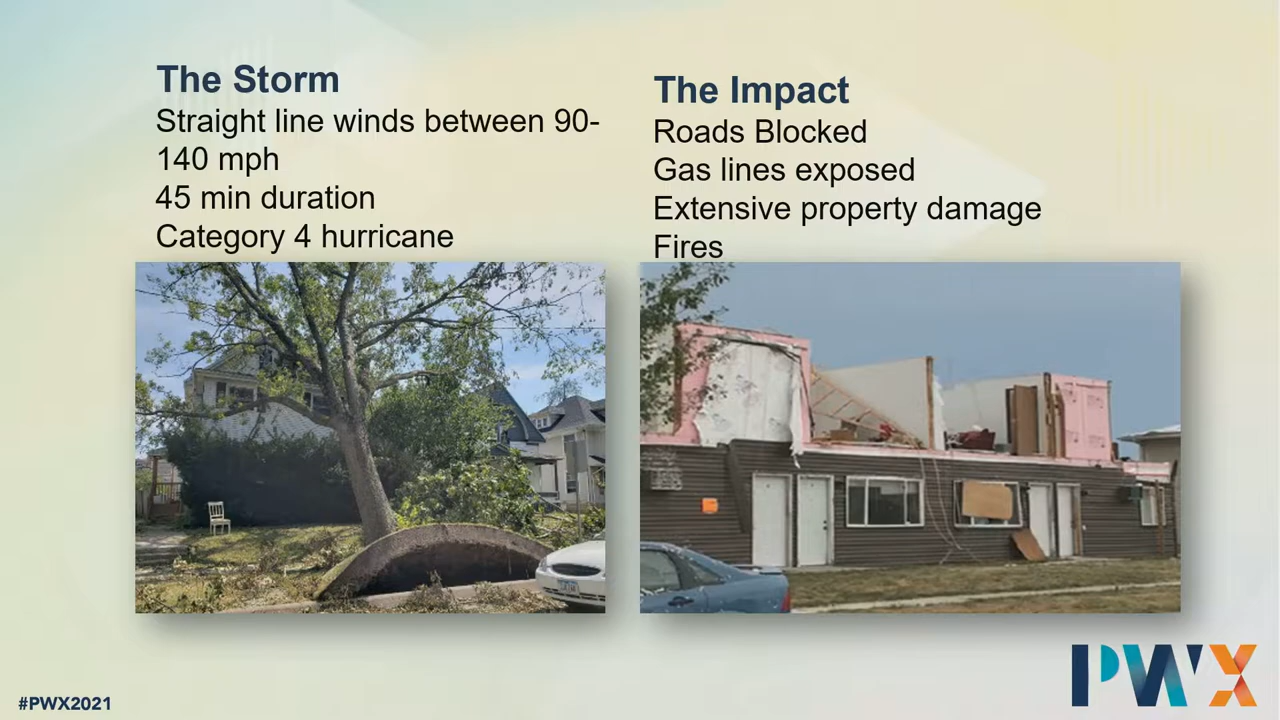 The Storm
Straight line winds between 90-
140 mph
45 min duration
Category 4 hurricane
The Impact
Roads Blocked
Gas lines exposed
Extensive property damage
Fires
#PWX2021
PWX